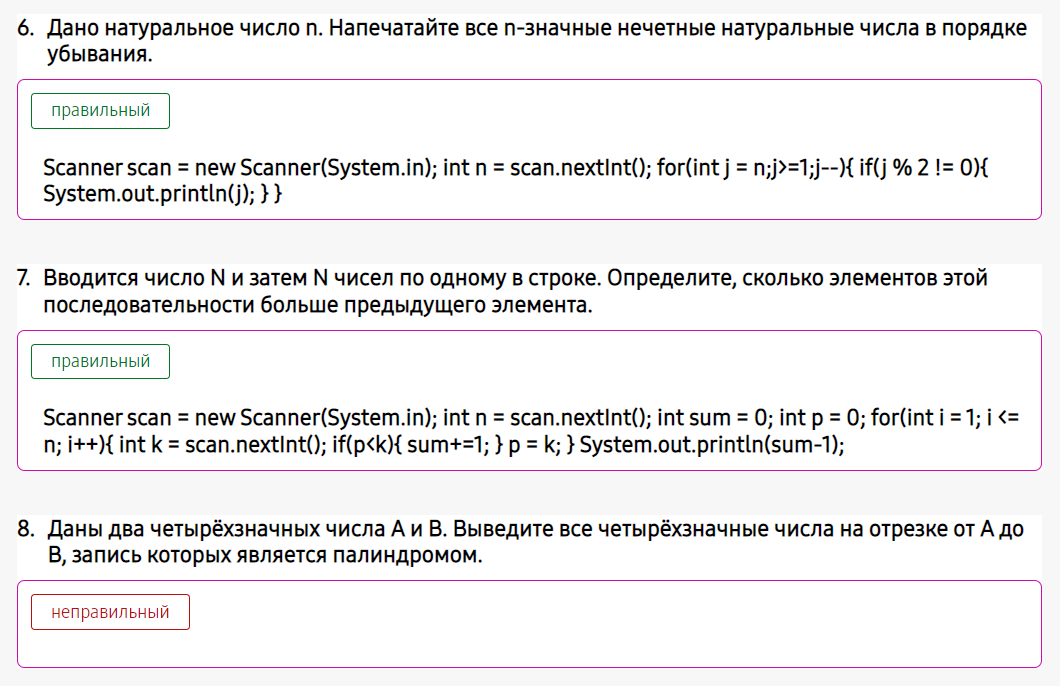 6. Дано натуральное число n. Напечатайте все n-значные нечетные натуральные числа в порядке
убывания.
правильный
Scanner scan = new Scanner(System.in); int n = scan.nextInt(); for(int j = n;j>=1;j--){ if(j % 2 != 0){
System.out.println(j); } }
7. Вводится число N и затем N чисел по одному в строке. Определите, сколько элементов этой
последовательности больше предыдущего элемента.
правильный
Scanner scan = new Scanner(System.in); int n = scan.nextInt(); int sum = 0; int p = 0; for(int i = 1; i <=
n; i++){ int k = scan.nextInt(); if(p<k){ sum+=1; } p = k; } System.out.println(sum-1);
8. Даны два четырёхзначных числа A и B. Выведите все четырёхзначные числа на отрезке от A до
B, запись которых является палиндромом.
неправильный